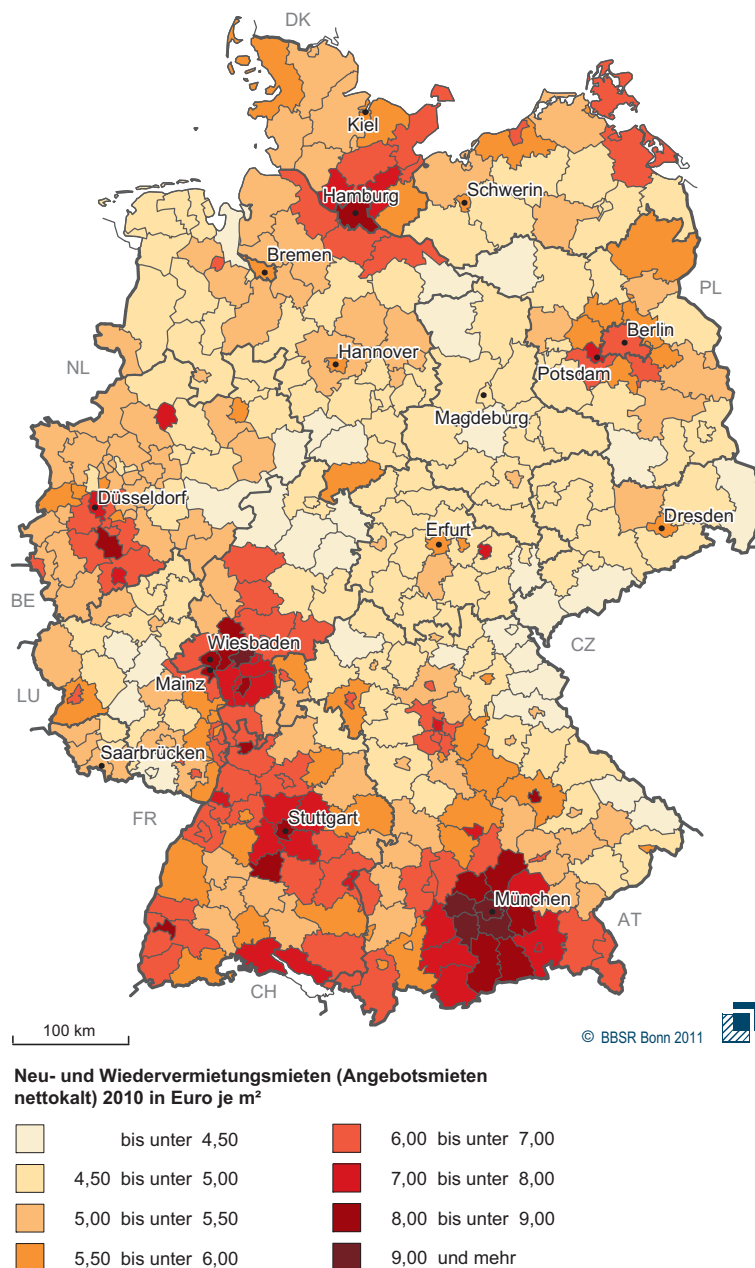 DK
Kiel
Hamburg
Schwerin
Bremen
PL
Berlin
Hannover
NL
Potsdam
Magdeburg
Düsseldorf
Dresden
Erfurt
BE
CZ
Wiesbaden
Mainz
LU
Saarbrücken
FR
Stuttgart
München
AT
CH
100 km
© BBSR Bonn 2011
Neu- und Wiedervermietungsmieten (Angebotsmieten
nettokalt) 2010 in Euro je m²
bis unter 4,50
4,50 bis unter 5,00
5,00 bis unter 5,50
5,50 bis unter 6,00
6,00 bis unter 7,00
7,00 bis unter 8,00
8,00 bis unter 9,00
9,00 und mehr